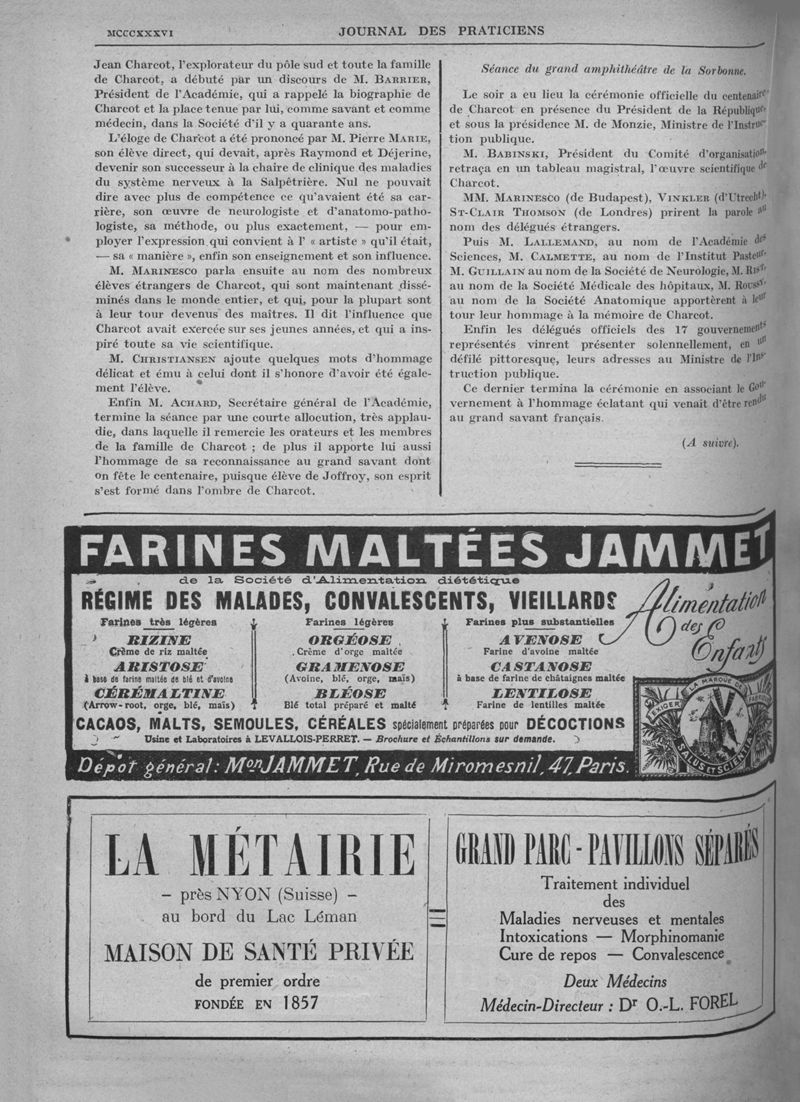 MCCCXXXVI
JOURNAL DES PRATICIENS
Jean Charcot, l'explorateur du pôle sud et toute la famille
de Charcot, a débuté par un discours de M. BARRIER,
Président de l'Académie, qui a rappelé la biographie de
Charcot et la place tenue par lui, comme savant et comme
médecin, dans la Société d'il y a quarante ans.
L'éloge de Charcot a été prononcé par M. Pierre MARIE,
son élève direct, qui devait, après Raymond et Déjerine,
devenir son successeur à la chaire de clinique des maladies
du système nerveux à la Salpêtrière. Nul ne pouvait
dire avec plus de compétence ce qu'avaient été sa car-
rière, son œuvre de neurologiste et d'anatomo-patho-
logiste, sa méthode, ou plus exactement, — pour em-
ployer l'expression qui convient à l' « artiste » qu'il était,
— sa « manière », enfin son enseignement et son influence.
M. MARINESCO parla ensuite au nom des nombreux
élèves étrangers de Charcot, qui sont maintenant dissé-
minés dans le monde entier, et qui, pour la plupart sont
à leur tour devenus des maîtres. Il dit l'influence que
Charcot avait exercée sur ses jeunes années, et qui a ins-
piré toute sa vie scientifique.
M. CHRISTIANSEN ajoute quelques mots d'hommage
délicat et ému à celui dont il s'honore d'avoir été égale-
ment l'élève.
Enfin M. ACHARD, Secrétaire général de l'Académie,
termine la séance par une courte allocution, très applau-
die, dans laquelle il remercie les orateurs et les membres
de la famille de Charcot ; de plus il apporte lui aussi
l'hommage de sa reconnaissance au grand savant dont
on fête le centenaire, puisque élève de Joffroy, son esprit
s'est formé dans l'ombre de Charcot.
Séance du grand amphithéâtre de la Sorbonne.
Le soir a eu lieu la cérémonie officielle du centenaire
de Charcot en présence du Président de la République,
et sous la présidence M. de Monzie, Ministre de l'Instruc-
tion publique.
M. BABINSKI, Président du Comité d'organisation,
retraça en un tableau magistral, l'œuvre scientifique de
Charcot.
MM. MARINESCO (de Budapest), VINKLER (d'Utrecht),
ST-CLAIR THOMSON (de Londres) prirent la parole au
nom des délégués étrangers.
Puis M. LALLEMAND, au nom de l'Académie des
Sciences, M. CALMETTE, au nom de l'Institut Pasteur,
M. GUILLAIN au nom de la Société de Neurologie, M. RIST,
au nom de la Société Médicale des hôpitaux, M. ROUSSY,
au nom de la Société Anatomique apportèrent à leur
tour leur hommage à la mémoire de Charcot.
Enfin les délégués officiels des 17 gouvernements
représentés vinrent présenter solennellement, en un
défilé pittoresque, leurs adresses au Ministre de l'Ins-
truction publique.
Ce dernier termina la cérémonie en associant le Gou-
vernement à l'hommage éclatant qui venait d'être rendu
au grand savant français.
(A suivre).
FARINES MALTÉES JAMMET
de la Société d'Alimentation diététique
RÉGIME DES MALADES, CONVALESCENTS, VIEILLARDS
Alimentation
des
Enfants
Farines très légères
RIZINE
Crème de riz maltée
ARISTOSE
à base de farine maltée de blé et d'avoine
CÉRÉMALTINE
(Arrow-root, orge, blé, maïs)
Farines légères
ORGÉOSE
Crème d'orge maltée
GRAMENOSE
(Avoine, blé, orge, maïs)
BLÉOSE
Blé total préparé et malté
Farines plus substantielles
AVENOSE
Farine d'avoine maltée
CASTANOSE
à base de farine de châtaignes maltée
LENTILOSE
Farine de lentilles maltée
CACAOS, MALTS, SEMOULES, CÉRÉALES spécialement préparées pour DÉCOCTIONS
Usine et Laboratoires à LEVALLOIS-PERRET. — Brochure et Échantillons sur demande.
EXIGER LA MARQUE DE FABRIQUE
SALUS et SCIENTIA
Dépôt général: Mon JAMMET, Rue de Miromesnil, 47, Paris.
LA MÉTAIRIE
– près NYON (Suisse) –
au bord du Lac Léman
MAISON DE SANTÉ PRIVÉE
de premier ordre
FONDÉE EN 1857
GRAND PARC - PAVILLONS SÉPARÉS
Traitement individuel
des
Maladies nerveuses et mentales
Intoxications — Morphinomanie
Cure de repos — Convalescence
Deux Médecins
Médecin-Directeur : Dr O.-L. FOREL